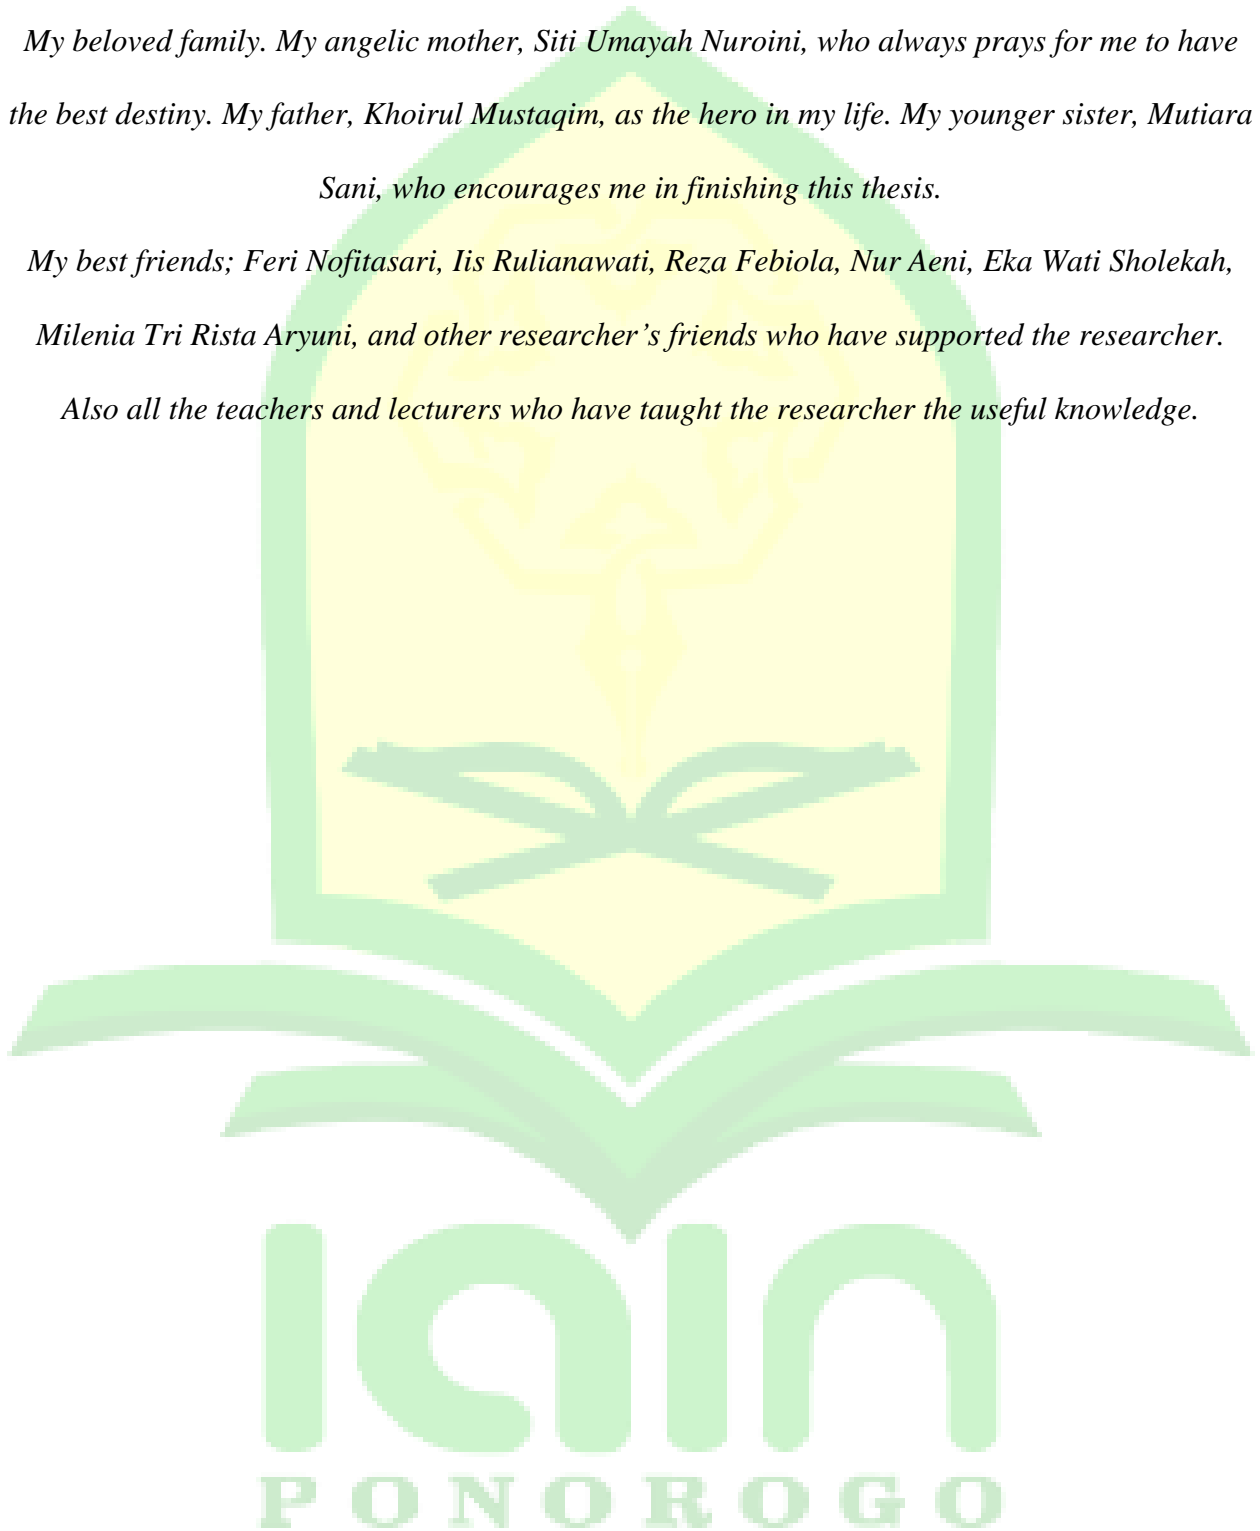 My beloved family. My angelic mother, Siti Umayah Nuroini, who always prays for me to have
the best destiny. My father, Khoirul Mustaqim, as the hero in my life. My younger sister, Mutiara
Sani, who encourages me in finishing this thesis.
My best friends; Feri Nofitasari, Iis Rulianawati, Reza Febiola, Nur Aeni, Eka Wati Sholekah,
Milenia Tri Rista Aryuni, and other researcher’s friends who have supported the researcher.
Also all the teachers and lecturers who have taught the researcher the useful knowledge.
iain
PONOROGO